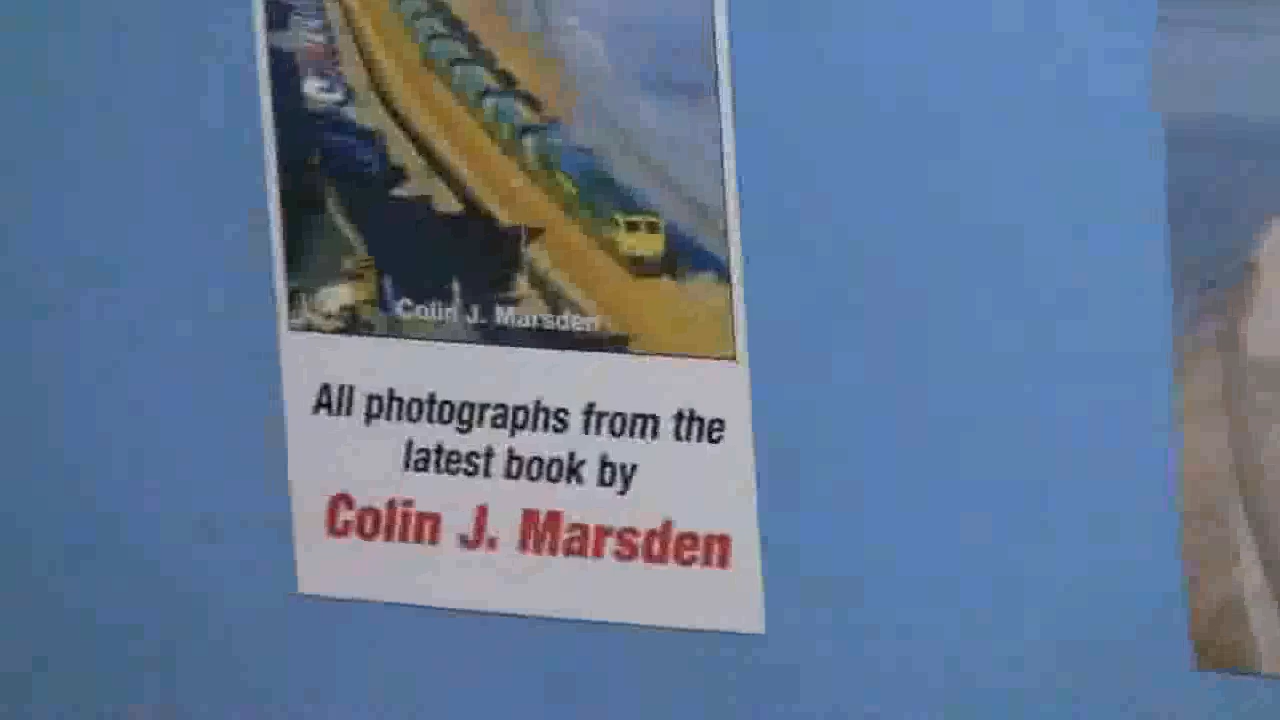 Colin J. Marsden
All photographs from the
latest book by
Colin J. Marsden